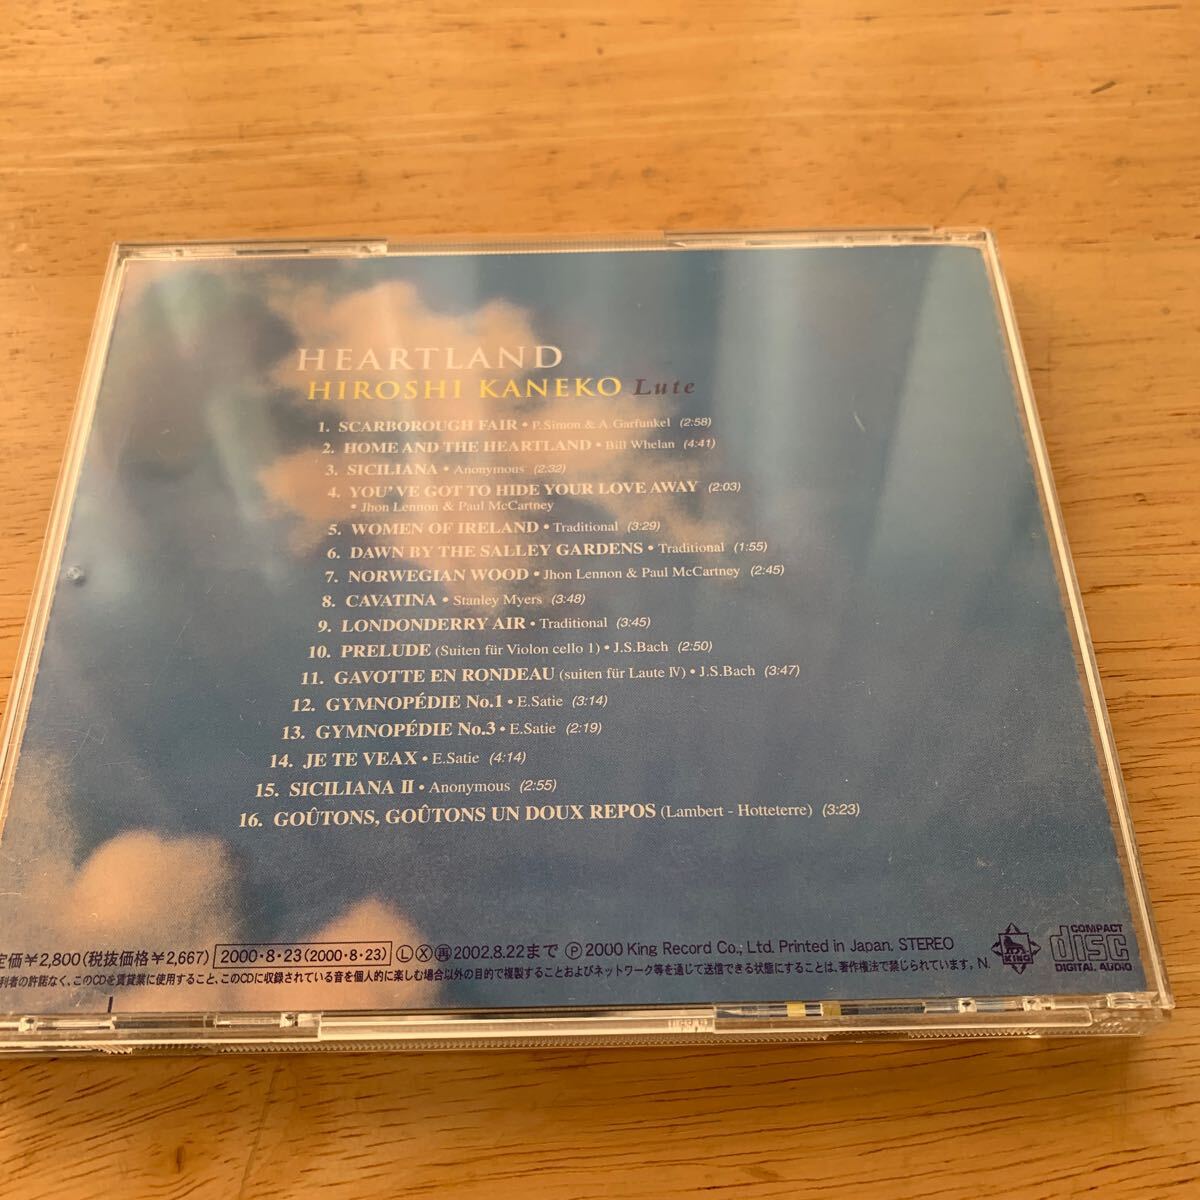 HEARTLAND
HIROSHI KANEKO Lute
1. SCARBOROUGH FAIR • P.Simon & A.Garfunkel (2:58)
2. HOME AND THE HEARTLAND • Bill Whelan (4:41)
3. SICILIANA • Anonymous (2:32)
4. YOU'VE GOT TO HIDE YOUR LOVE AWAY (2:03)
• Jhon Lennon & Paul McCartney
5. WOMEN OF IRELAND • Traditional (3:29)
6. DAWN BY THE SALLEY GARDENS • Traditional (1:55)
7. NORWEGIAN WOOD • Jhon Lennon & Paul McCartney (2:45)
8. CAVATINA • Stanley Myers (3:48)
9. LONDONDERRY AIR • Traditional (3:45)
10. PRELUDE (Suiten für Violon cello 1) • J.S.Bach (2:50)
11. GAVOTTE EN RONDEAU (suiten für Laute Ⅳ) • J.S.Bach (3:47)
12. GYMNOPÉDIE No.1 • E.Satie (3:14)
13. GYMNOPÉDIE No.3 • E.Satie (2:19)
14. JE TE VEAX • E.Satie (4:14)
15. SICILIANA Ⅱ • Anonymous (2:55)
16. GOÛTONS, GOÛTONS UN DOUX REPOS (Lambert - Hotteterre) (3:23)
定価¥2,800(税抜価格¥2,667) 2000・8・23(2000・8・23) Ⓛ Ⓧ 再 2002.8.22まで Ⓟ 2000 King Record Co., Ltd. Printed in Japan. STEREO
利者の許諾なく、このCDを賃貸業に使用すること、このCDに収録されている音を個人的に楽しむ場合以外の目的で複製することおよびネットワーク等を通じて送信できる状態にすることは、著作権法で禁じられています。N.
KING
COMPACT
disc
DIGITAL AUDIO